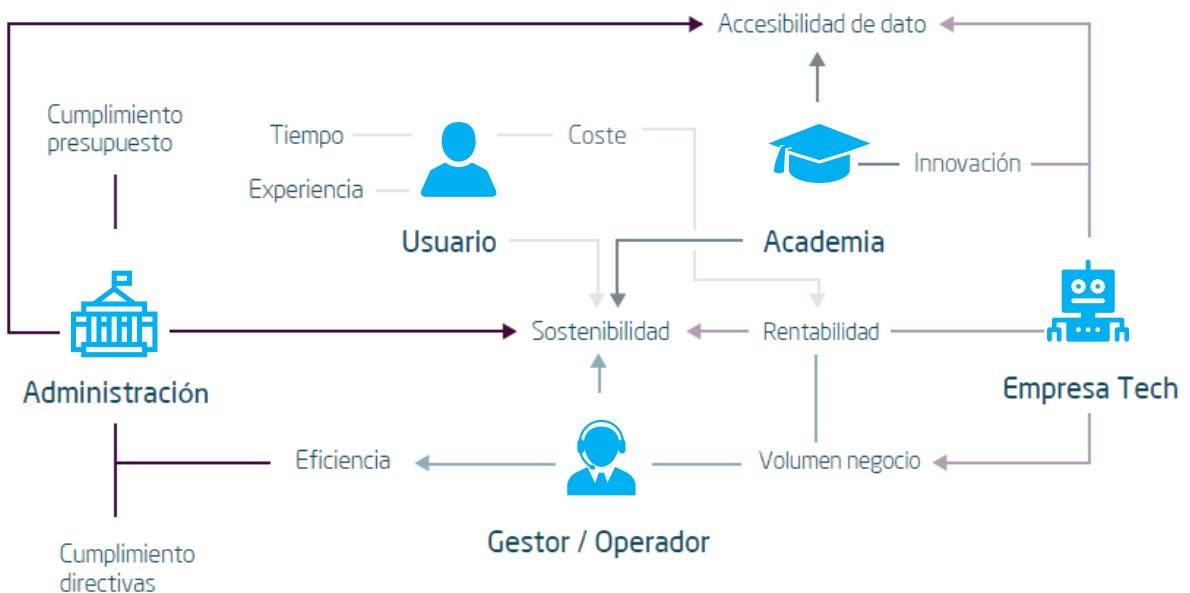 Accesibilidad de dato
Cumplimiento
presupuesto
Tiempo
Coste
Innovación
Experiencia
Usuario
Academia
Sostenibilidad
Rentabilidad
Administración
Empresa Tech
Eficiencia
Volumen negocio
Gestor / Operador
Cumplimiento
directivas